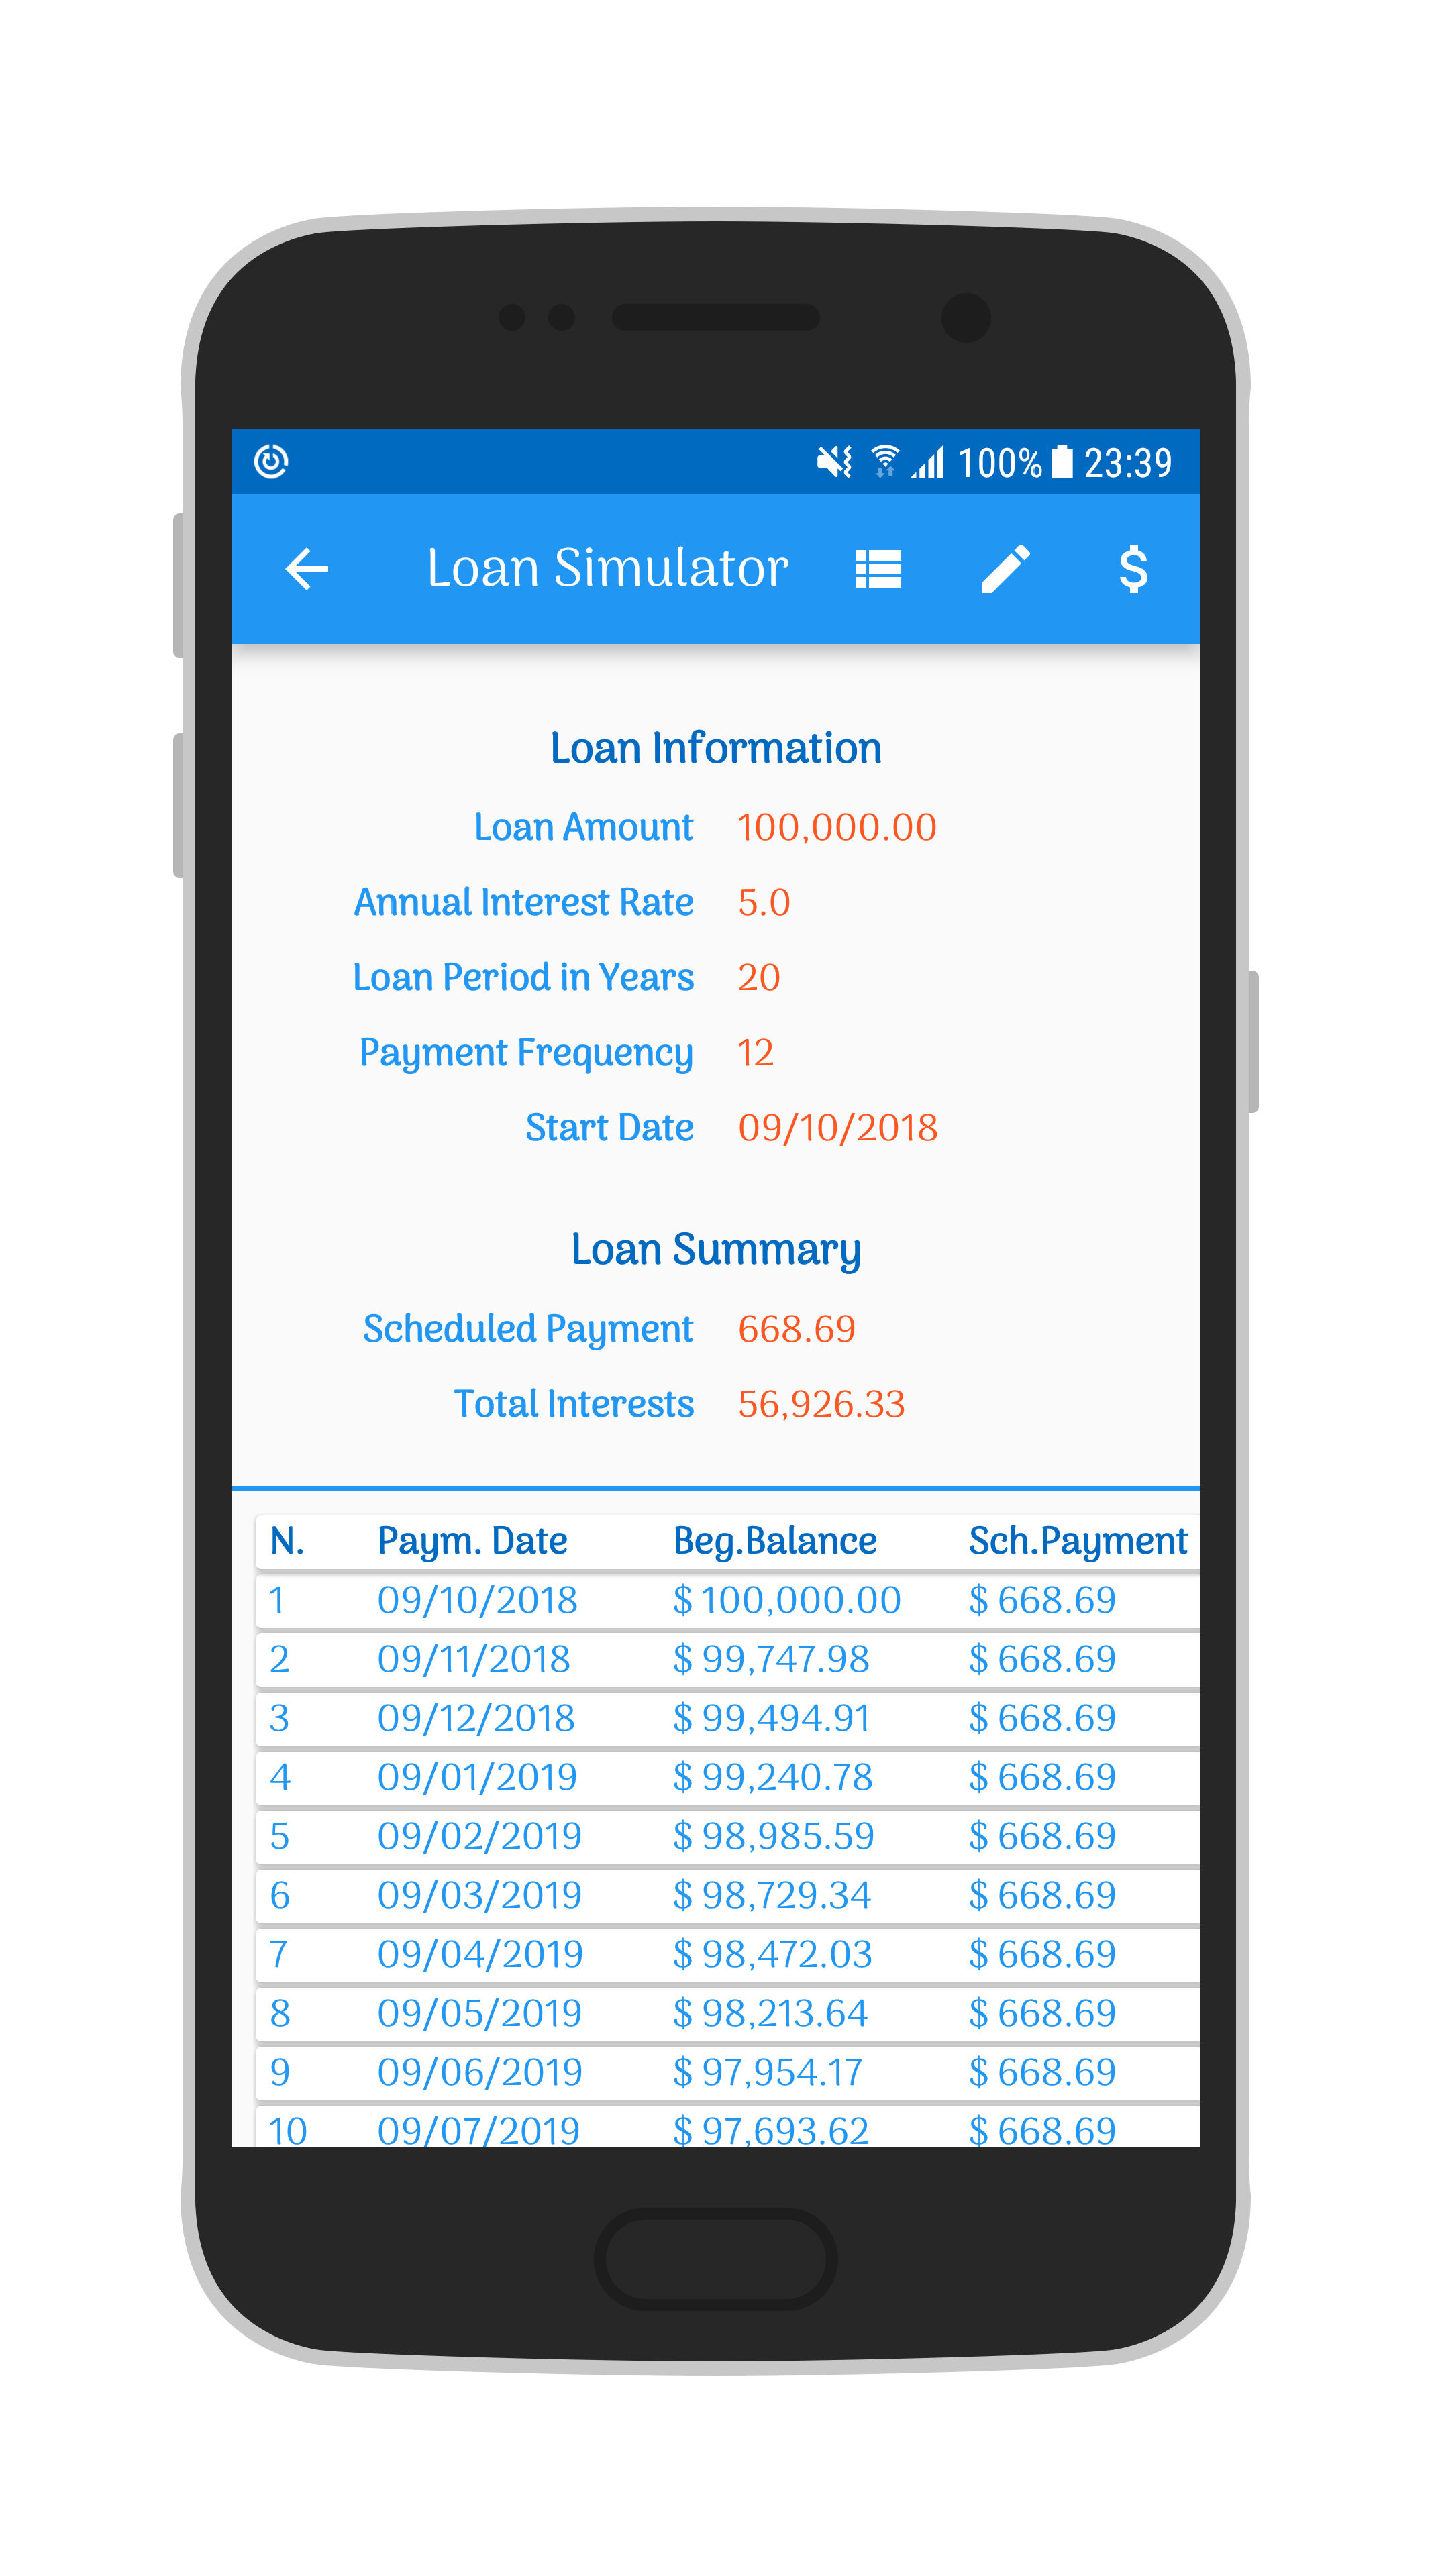 100% 23:39
Loan Simulator $
Loan Information
Loan Amount 100,000.00
Annual Interest Rate 5.0
Loan Period in Years 20
Payment Frequency 12
Start Date 09/10/2018
Loan Summary
Scheduled Payment 668.69
Total Interests 56,926.33
N. Paym. Date Beg.Balance Sch.Payment
1 09/10/2018 $ 100,000.00 $ 668.69
2 09/11/2018 $ 99,747.98 $ 668.69
3 09/12/2018 $ 99,494.91 $ 668.69
4 09/01/2019 $ 99,240.78 $ 668.69
5 09/02/2019 $ 98,985.59 $ 668.69
6 09/03/2019 $ 98,729.34 $ 668.69
7 09/04/2019 $ 98,472.03 $ 668.69
8 09/05/2019 $ 98,213.64 $ 668.69
9 09/06/2019 $ 97,954.17 $ 668.69
10 09/07/2019 $ 97,693.62 $ 668.69